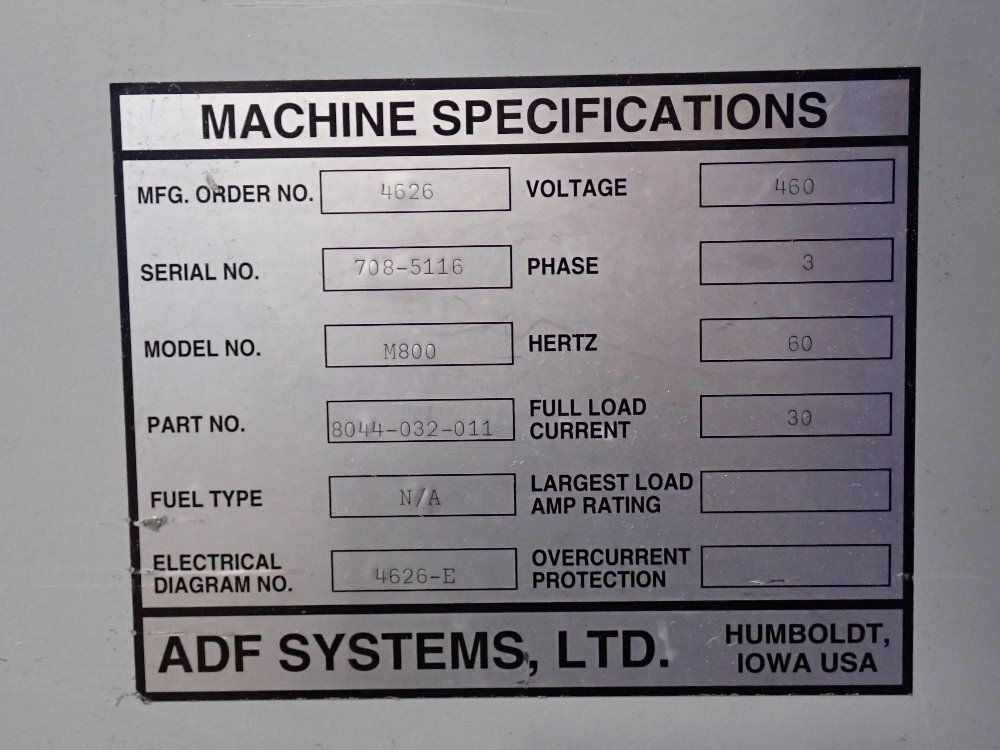 MACHINE SPECIFICATIONS
MFG. ORDER NO. 4626 VOLTAGE 460
SERIAL NO. 708-5116 PHASE 3
MODEL NO. M800 HERTZ 60
PART NO. 8044-032-011 FULL LOAD
CURRENT 30
FUEL TYPE N/A LARGEST LOAD
AMP RATING
ELECTRICAL
DIAGRAM NO. 4626-E OVERCURRENT
PROTECTION
ADF SYSTEMS, LTD. HUMBOLDT,
IOWA USA